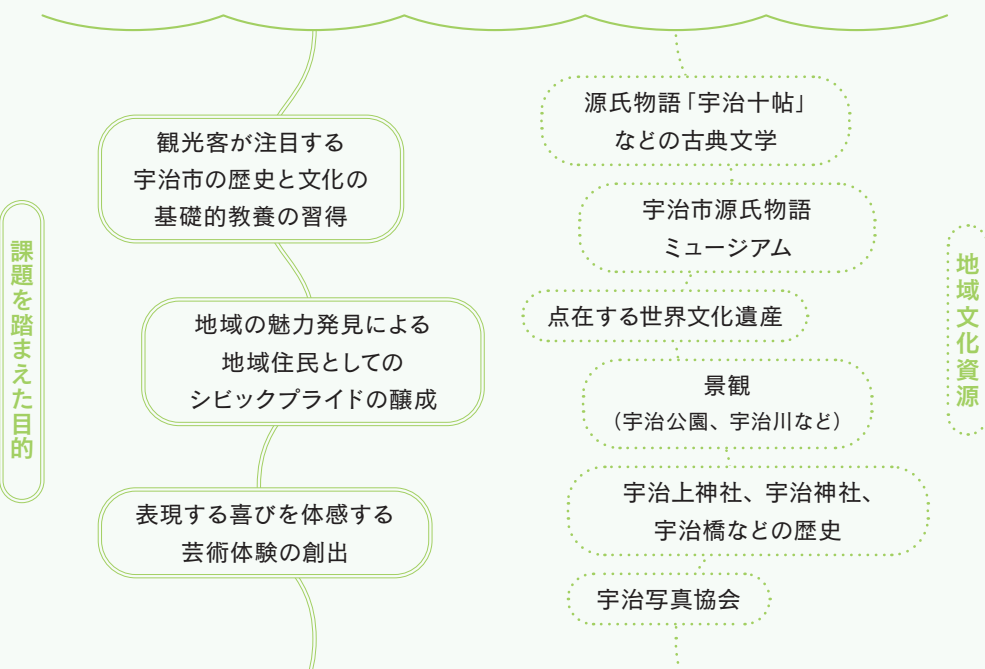 課題を踏まえた目的
観光客が注目する
宇治市の歴史と文化の
基礎的教養の習得
地域の魅力発見による
地域住民としての
シビックプライドの醸成
表現する喜びを体感する
芸術体験の創出
源氏物語「宇治十帖」
などの古典文学
宇治市源氏物語
ミュージアム
点在する世界文化遺産
景観
（宇治公園、宇治川など）
宇治上神社、宇治神社、
宇治橋などの歴史
宇治写真協会
地域文化資源